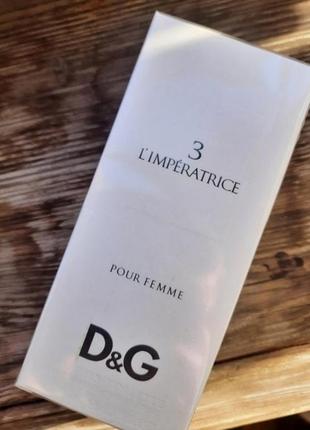 3
L'IMPÉRATRICE
POUR FEMME
D&G